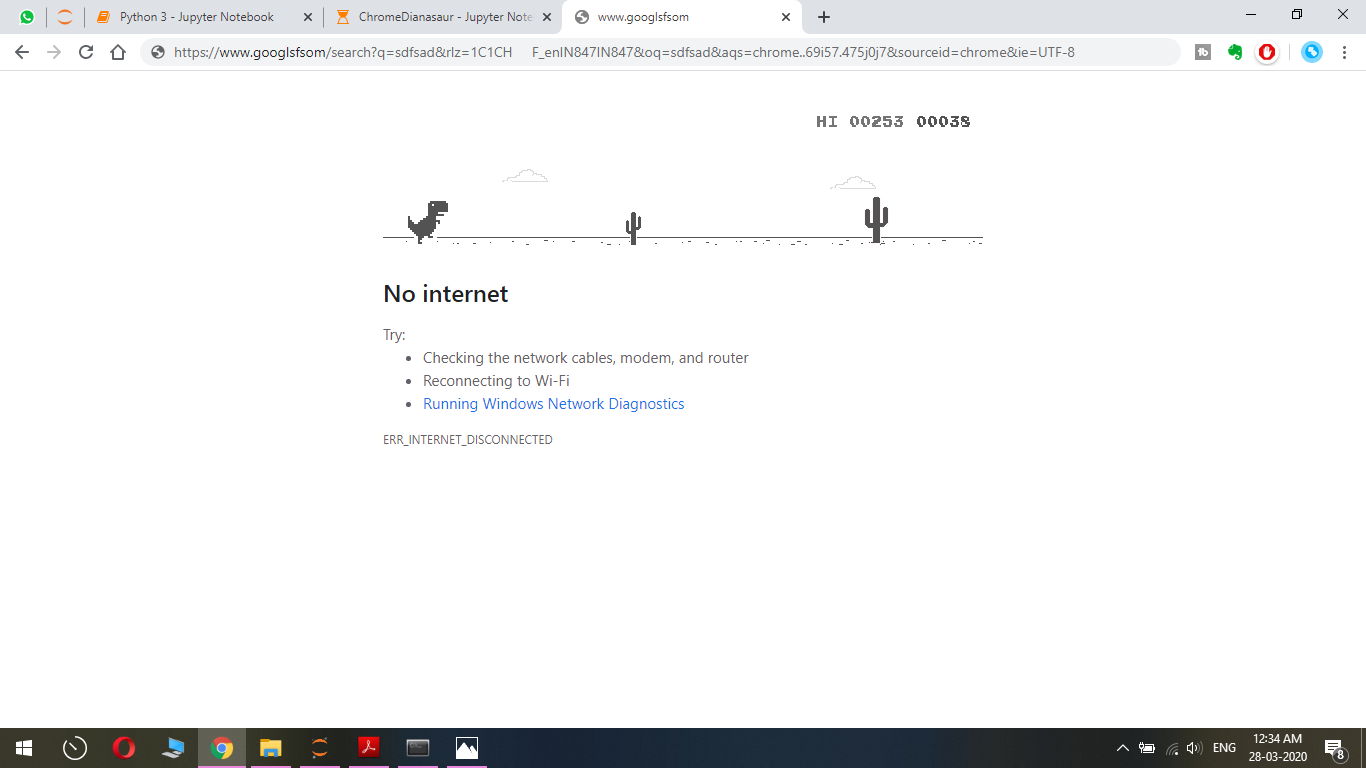 Python 3 - Jupyter Notebook
ChromeDianasaur - Jupyter Note
www.googlsfsom
https://www.googlsfsom/search?q=sdfsad&rlz=1C1CH F_enIN847IN847&oq=sdfsad&aqs=chrome..69i57.475j0j7&sourceid=chrome&ie=UTF-8
HI 00253 00038
No internet
Try:
• Checking the network cables, modem, and router
• Reconnecting to Wi-Fi
• Running Windows Network Diagnostics
ERR_INTERNET_DISCONNECTED
ENG
12:34 AM
28-03-2020
8